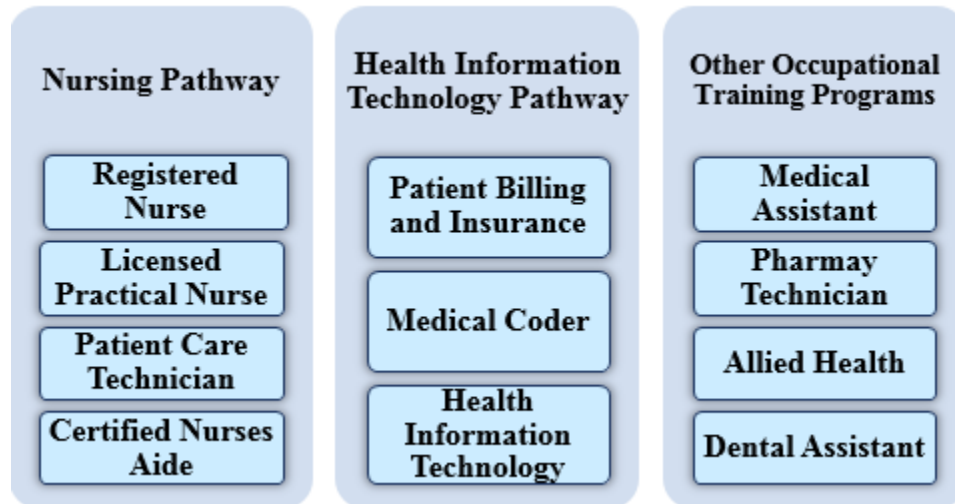 Nursing Pathway
Registered
Nurse
Licensed
Practical Nurse
Patient Care
Technician
Certified Nurses
Aide
Health Information
Technology Pathway
Patient Billing
and Insurance
Medical Coder
Health
Information
Technology
Other Occupational
Training Programs
Medical
Assistant
Pharmay
Technician
Allied Health
Dental Assistant